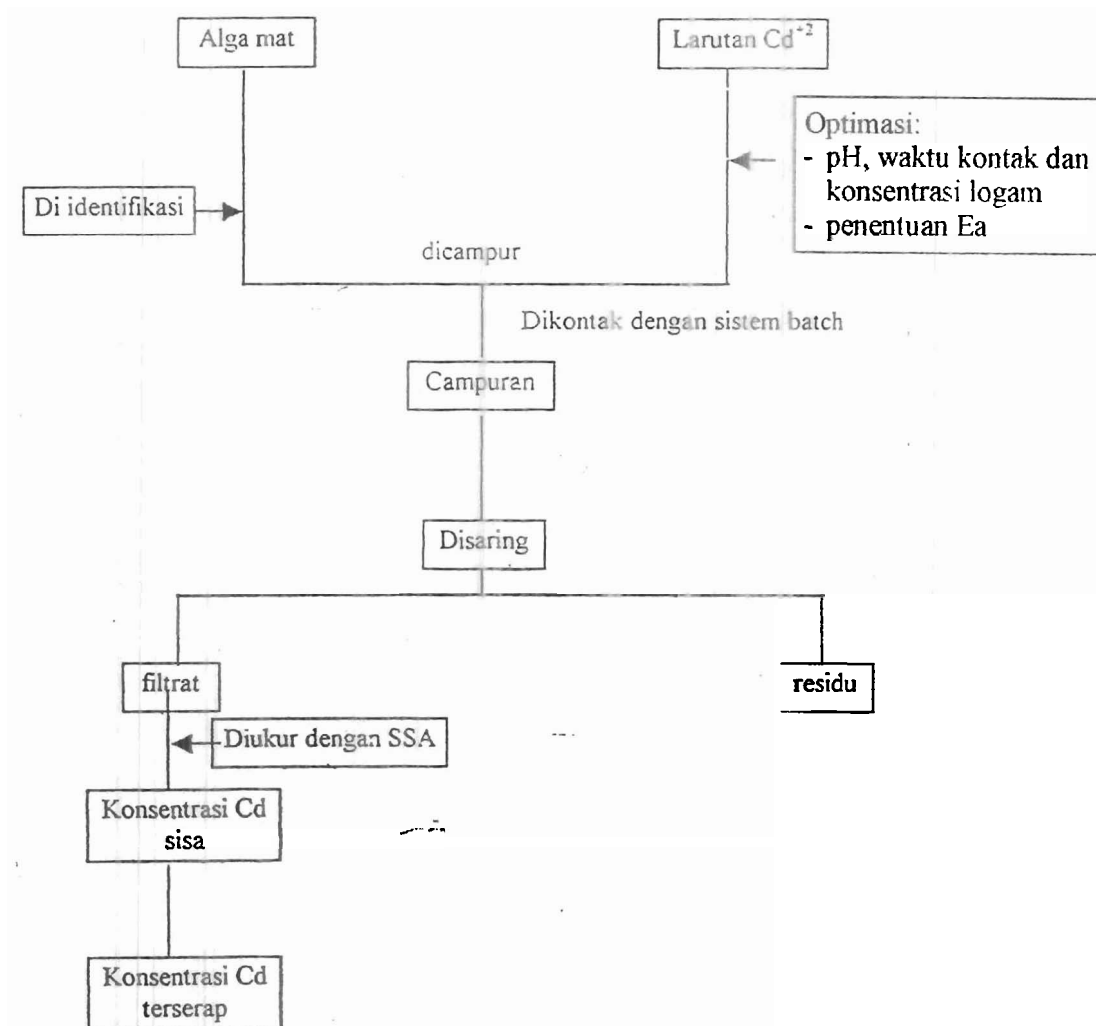 Alga mat
Larutan Cd⁺²
Optimasi:
- pH, waktu kontak dan
konsentrasi logam
- penentuan Ea
Di identifikasi
dicampur
Dikontak dengan sistem batch
Campuran
Disaring
filtrat
residu
Diukur dengan SSA
Konsentrasi Cd
sisa
Konsentrasi Cd
terserap